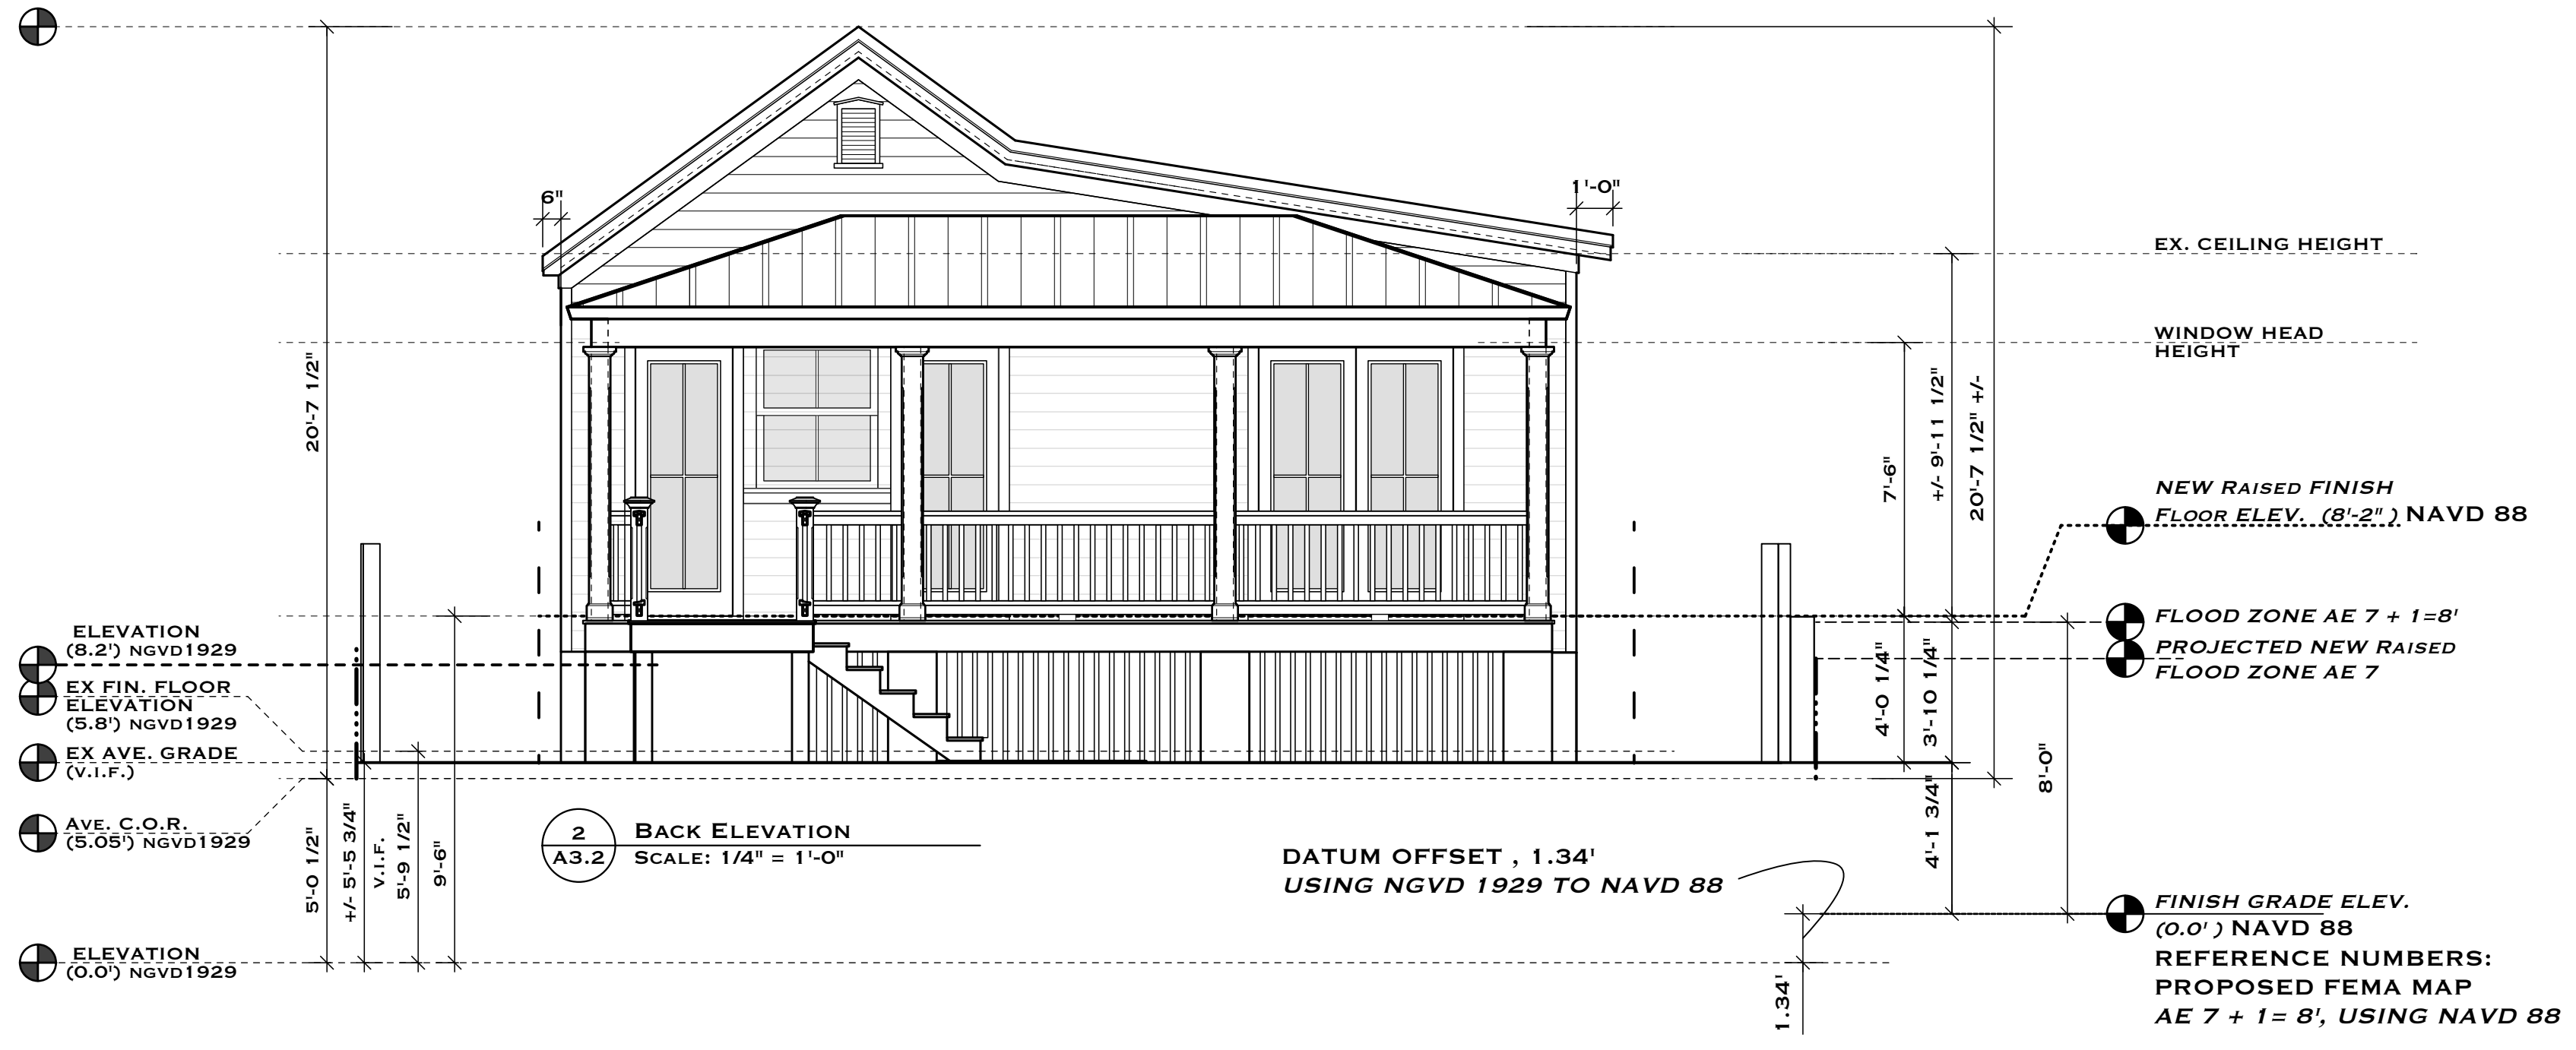 6"
1'-0"
EX. CEILING HEIGHT
WINDOW HEAD
HEIGHT
20'-7 1/2"
7'-6"
+/- 9'-11 1/2"
20'-7 1/2" +/-
NEW RAISED FINISH
FLOOR ELEV. (8'-2" ) NAVD 88
FLOOD ZONE AE 7 + 1=8'
PROJECTED NEW RAISED
FLOOD ZONE AE 7
ELEVATION
(8.2') NGVD1929
EX FIN. FLOOR
ELEVATION
(5.8') NGVD1929
EX AVE. GRADE
(V.I.F.)
AVE. C.O.R.
(5.05') NGVD1929
ELEVATION
(0.0') NGVD1929
5'-0 1/2"
+/- 5'-5 3/4"
V.I.F.
5'-9 1/2"
9'-6"
4'-0 1/4"
3'-10 1/4"
4'-1 3/4"
8'-0"
2
A3.2
BACK ELEVATION
SCALE: 1/4" = 1'-0"
DATUM OFFSET , 1.34'
USING NGVD 1929 TO NAVD 88
1.34'
FINISH GRADE ELEV.
(0.0' ) NAVD 88
REFERENCE NUMBERS:
PROPOSED FEMA MAP
AE 7 + 1= 8', USING NAVD 88